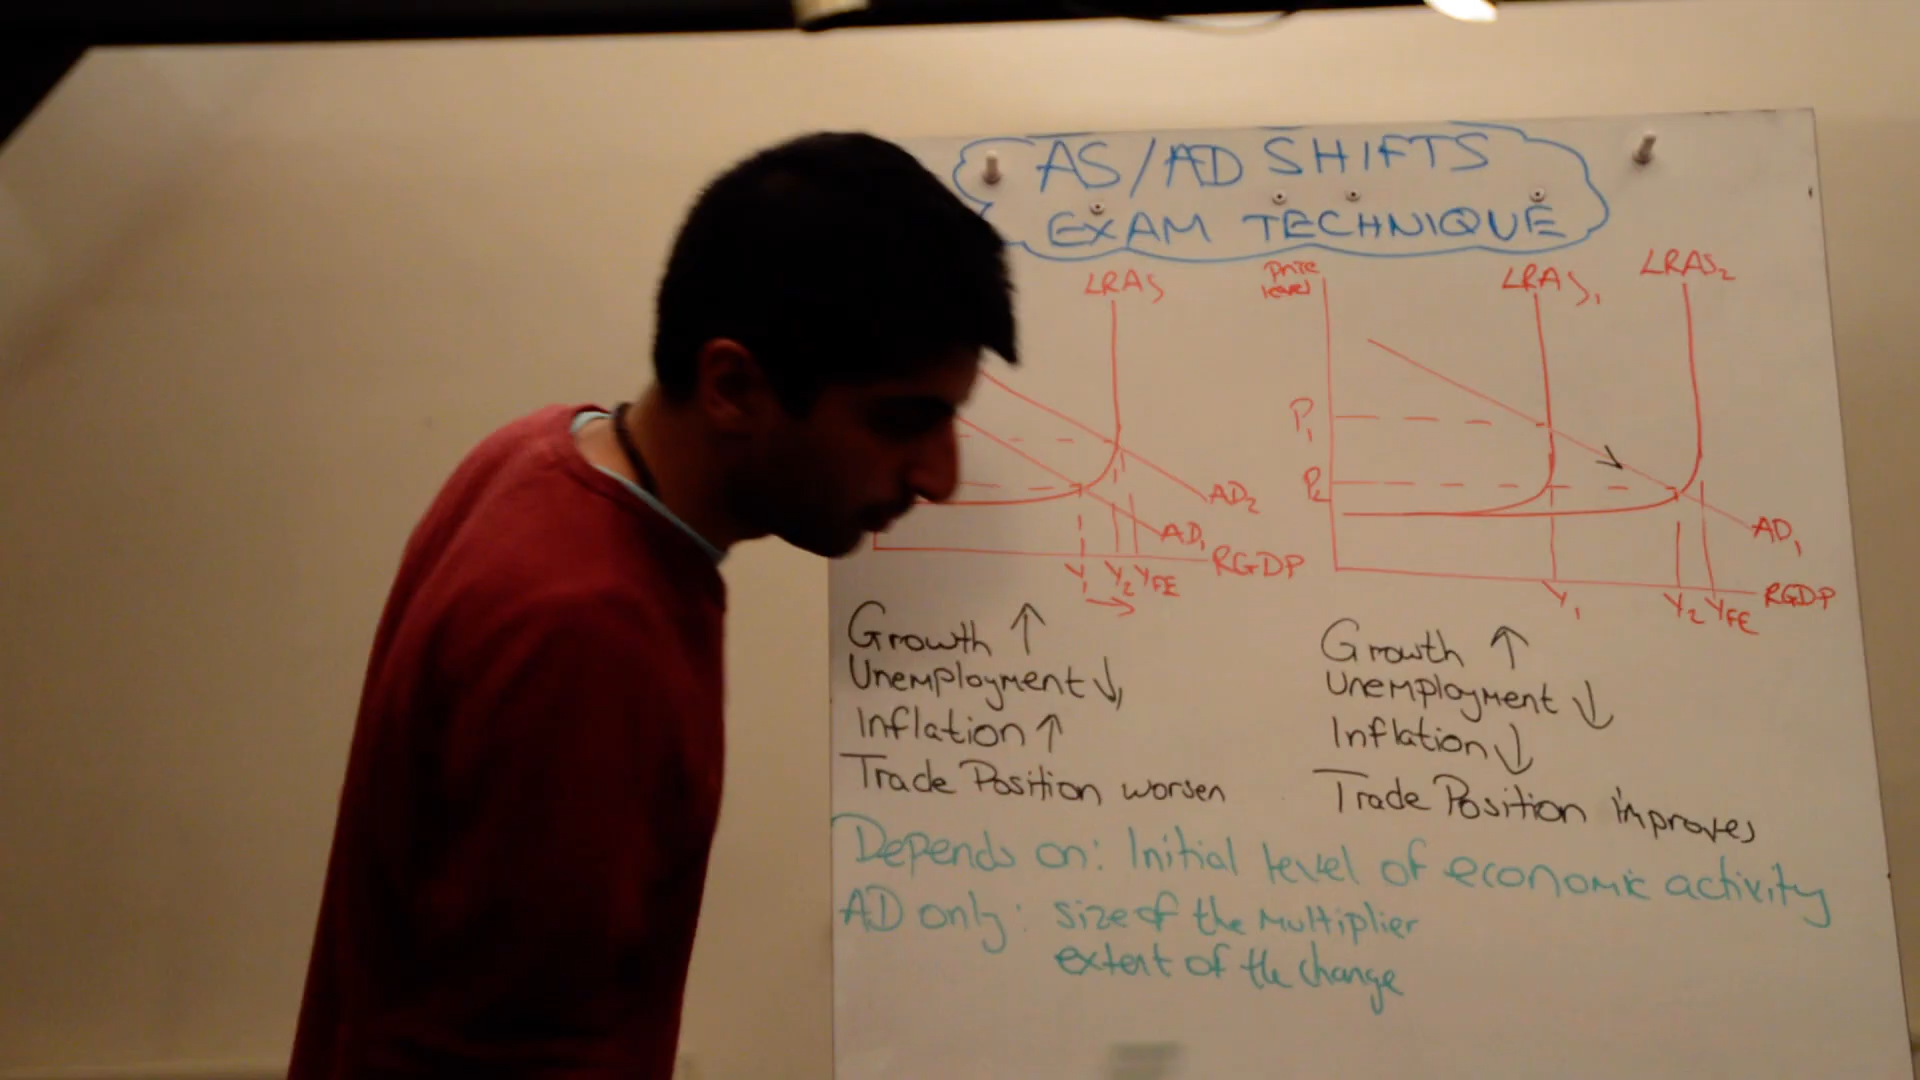 AS/AD SHIFTS
EXAM TECHNIQUE
LRAS
AD2
AD1
RGDP
Y1 Y2 YFE
Price
level
LRAS1
LRAS2
P1
P2
AD1
RGDP
Y1
Y2 YFE
Growth ↑
Unemployment ↓
Inflation ↑
Trade Position worsen
Growth ↑
Unemployment ↓
Inflation ↓
Trade Position improves
Depends on: Initial level of economic activity
AD only: size of the multiplier
extent of the change